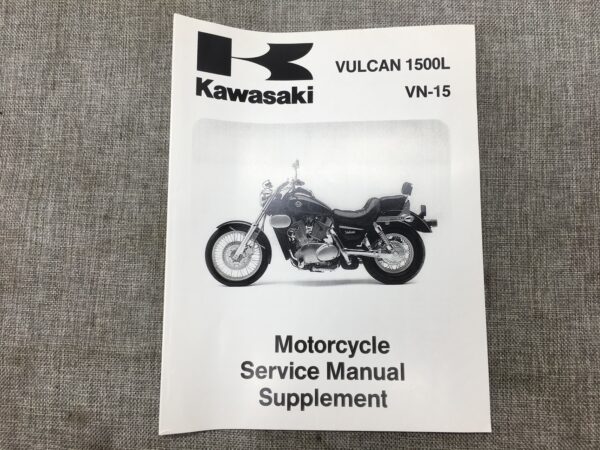 VULCAN 1500L
Kawasaki
VN-15
Motorcycle
Service Manual
Supplement